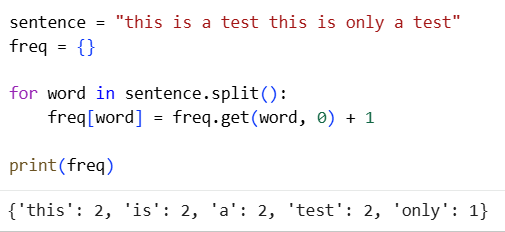 sentence = "this is a test this is only a test"
freq = {}
for word in sentence.split():
    freq[word] = freq.get(word, 0) + 1
print(freq)
{'this': 2, 'is': 2, 'a': 2, 'test': 2, 'only': 1}